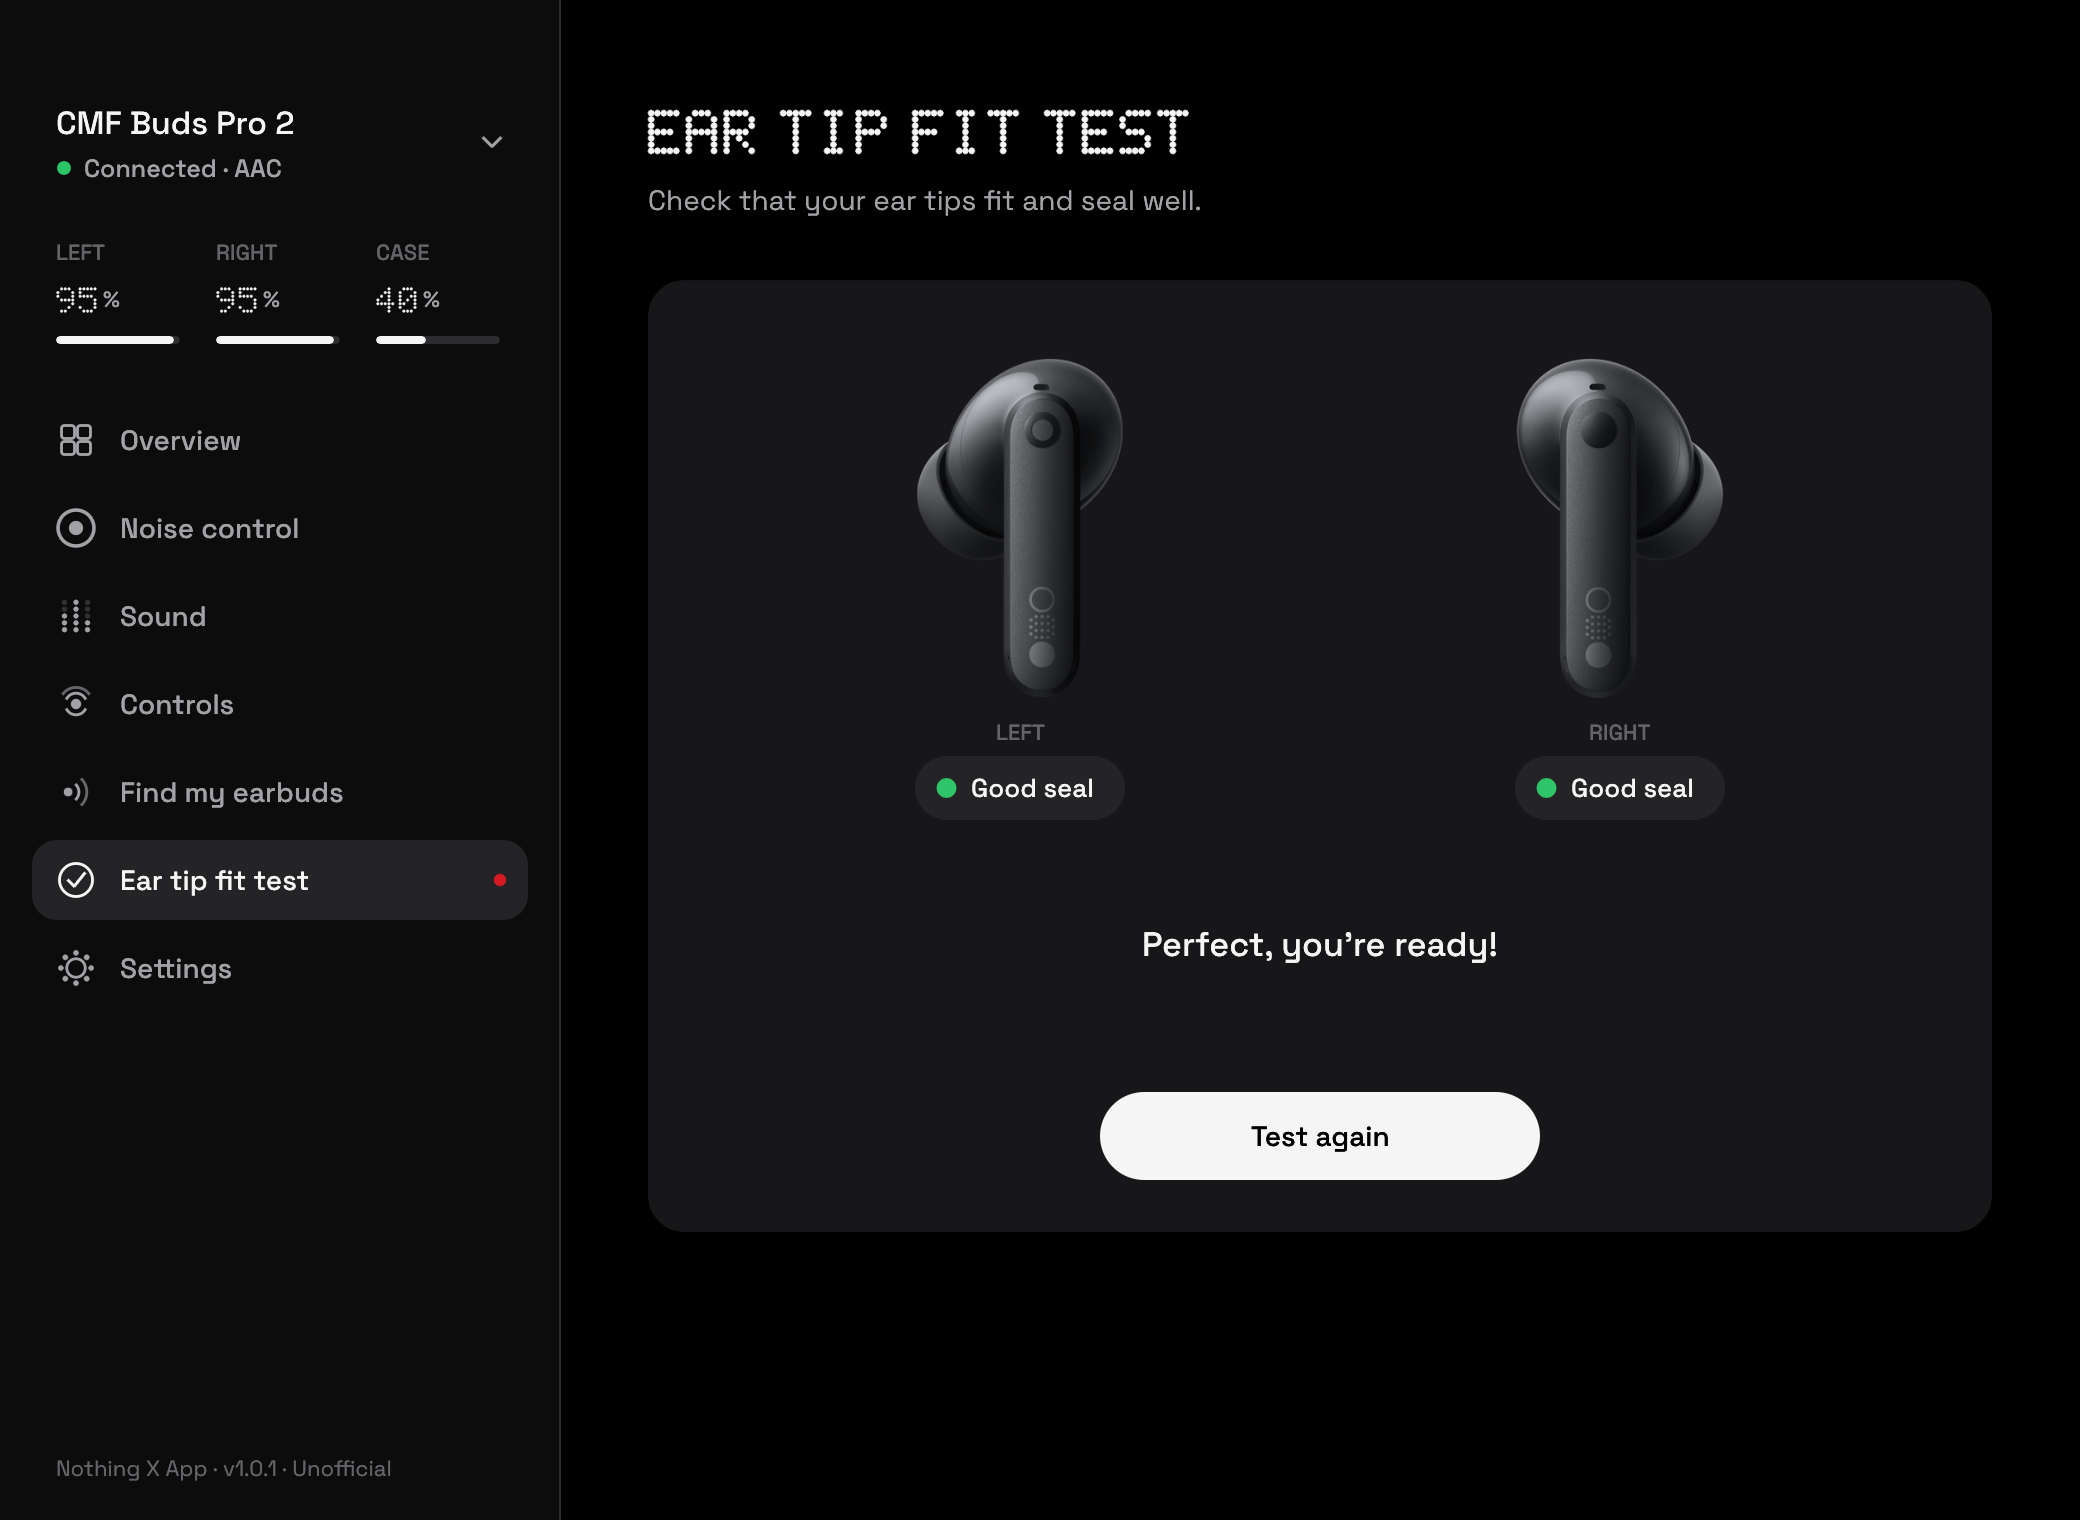 CMF Buds Pro 2
Connected · AAC
LEFT
RIGHT
CASE
95%
95%
40%
Overview
Noise control
Sound
Controls
Find my earbuds
Ear tip fit test
Settings
Nothing X App · v1.0.1 · Unofficial
EAR TIP FIT TEST
Check that your ear tips fit and seal well.
LEFT
RIGHT
Good seal
Good seal
Perfect, you’re ready!
Test again